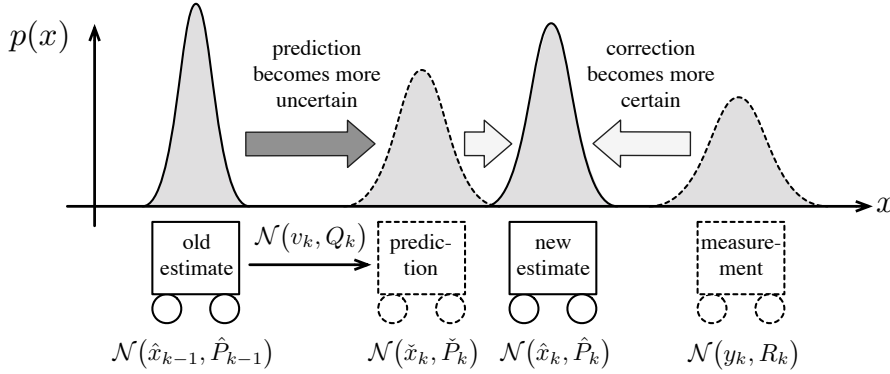 p(x)
prediction
becomes more
uncertain
correction
becomes more
certain
x
old
estimate
𝒩(v_k, Q_k)
predic-
tion
new
estimate
measure-
ment
𝒩(x̂_{k−1}, P̂_{k−1})
𝒩(x̌_k, P̌_k)
𝒩(x̂_k, P̂_k)
𝒩(y_k, R_k)